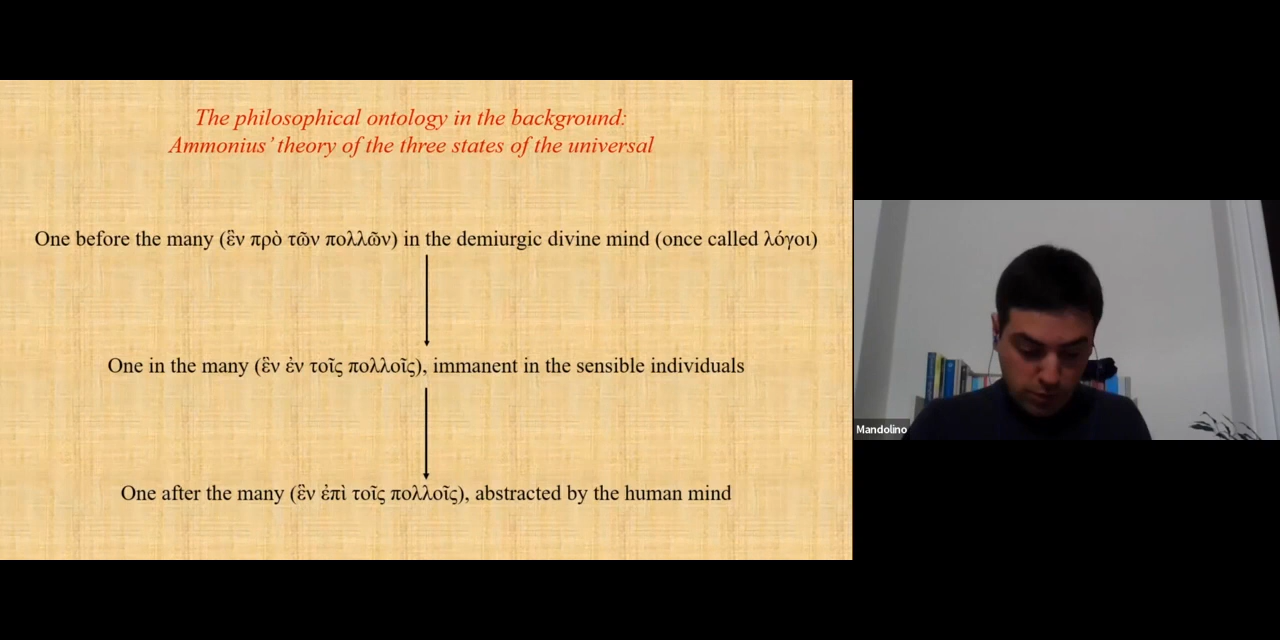 The philosophical ontology in the background:
Ammonius' theory of the three states of the universal
One before the many (ἓν πρὸ τῶν πολλῶν) in the demiurgic divine mind (once called λόγοι)
One in the many (ἓν ἐν τοῖς πολλοῖς), immanent in the sensible individuals
One after the many (ἓν ἐπὶ τοῖς πολλοῖς), abstracted by the human mind
Mandolino